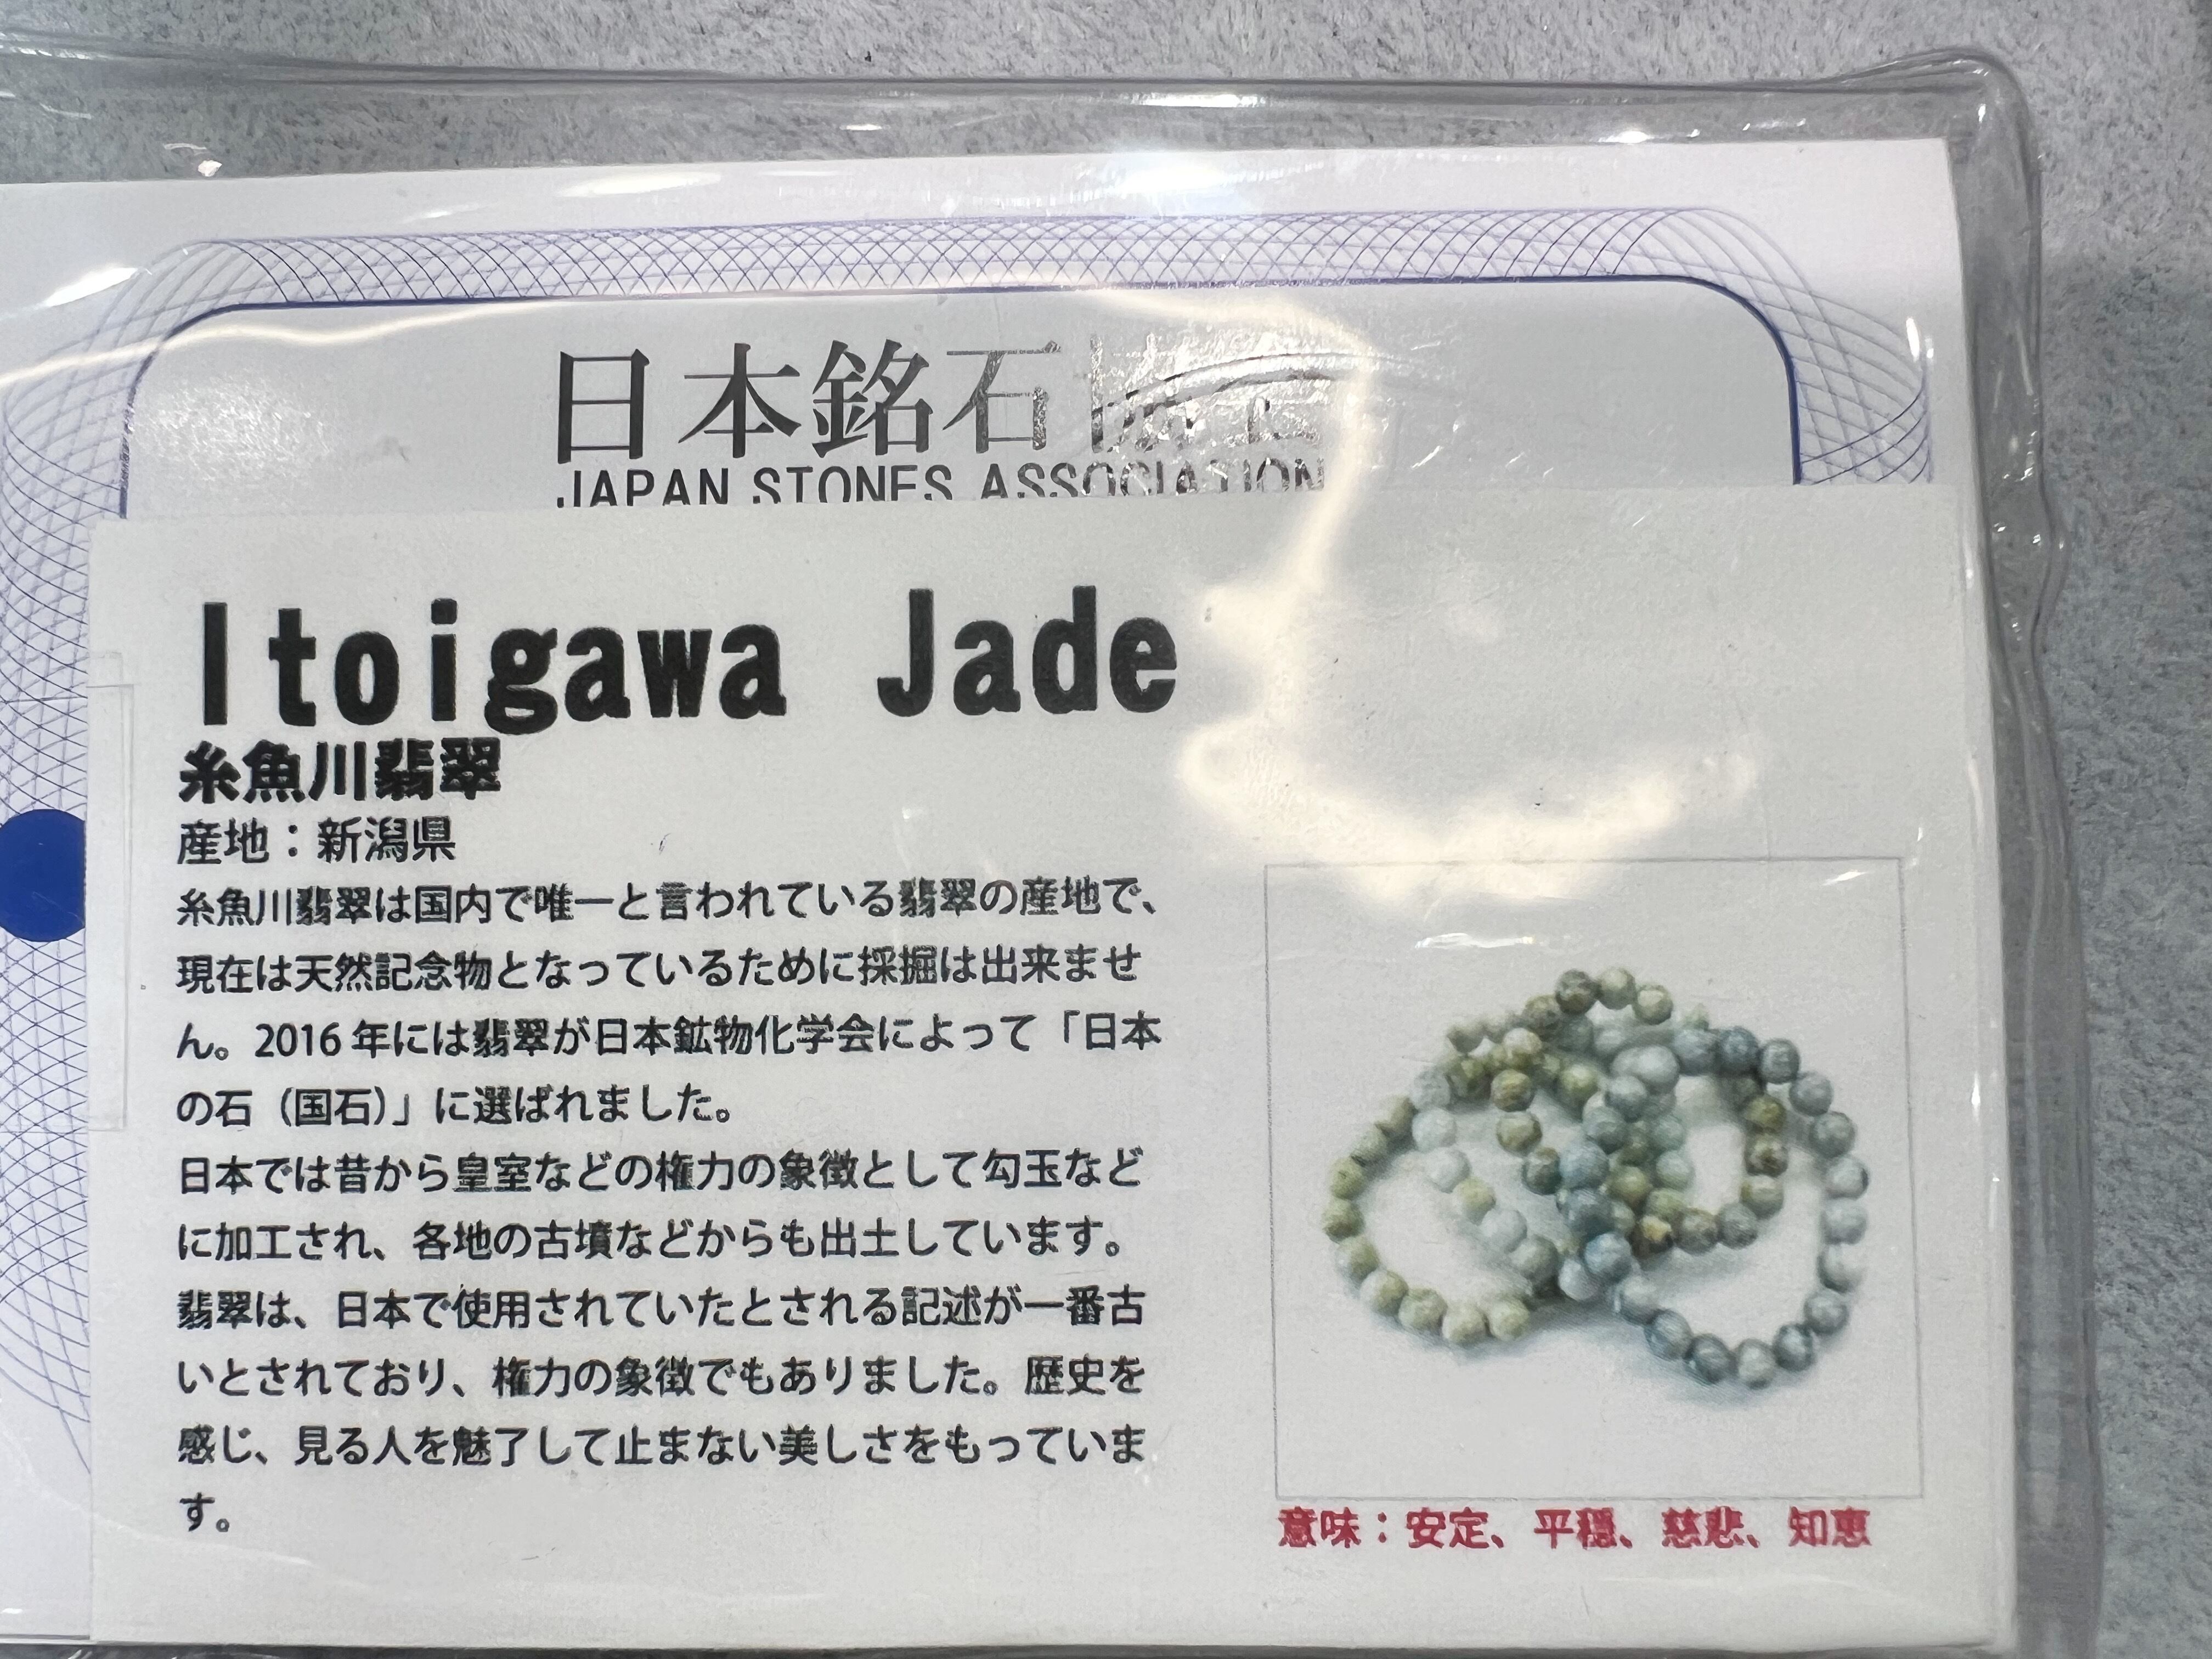 日本銘石
JAPAN STONES ASSOCIATION
Itoigawa Jade
糸魚川翡翠
産地：新潟県
糸魚川翡翠は国内で唯一と言われている翡翠の産地で、
現在は天然記念物となっているために採掘は出来ませ
ん。2016 年には翡翠が日本鉱物化学会によって「日本
の石（国石）」に選ばれました。
日本では昔から皇室などの権力の象徴として勾玉など
に加工され、各地の古墳などからも出土しています。
翡翠は、日本で使用されていたとされる記述が一番古
いとされており、権力の象徴でもありました。歴史を
感じ、見る人を魅了して止まない美しさをもっていま
す。
意味：安定、平穏、慈悲、知恵